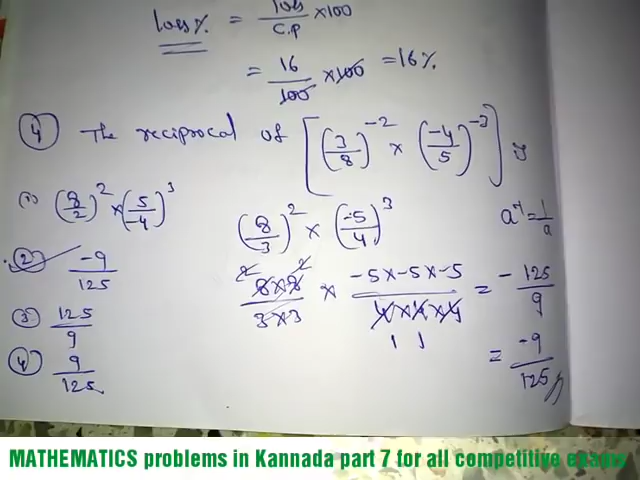 loss% = loss/C.P ×100
= 16/100 ×100 = 16%
(4) The reciprocal of [(3/8)^-2 × (-4/5)^-3] is
(1) (8/2)^2 × (5/-4)^3
(8/3)^2 × (-5/4)^3
a^-1 = 1/a
(2) -9/125
8×8/3×3 × -5×-5×-5/4×4×4 = -125/9
(3) 125/9
= -9/125
(4) 9/125
MATHEMATICS problems in Kannada part 7 for all competitive exams